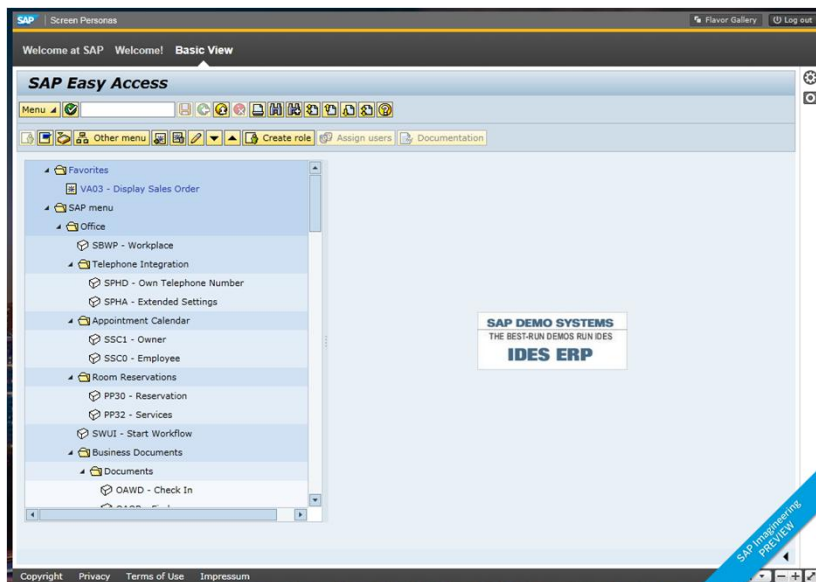 SAP Screen Personas Flavor Gallery Log out
Welcome at SAP Welcome! Basic View
SAP Easy Access
Menu
Other menu Create role Assign users Documentation
Favorites
VA03 - Display Sales Order
SAP menu
Office
SBWP - Workplace
Telephone Integration
SPHD - Own Telephone Number
SPHA - Extended Settings
Appointment Calendar
SSC1 - Owner
SSC0 - Employee
Room Reservations
PP30 - Reservation
PP32 - Services
SWUI - Start Workflow
Business Documents
Documents
OAWD - Check In
SAP DEMO SYSTEMS
THE BEST-RUN DEMOS RUN IDES
IDES ERP
SAP Imagineering
PREVIEW
Copyright Privacy Terms of Use Impressum